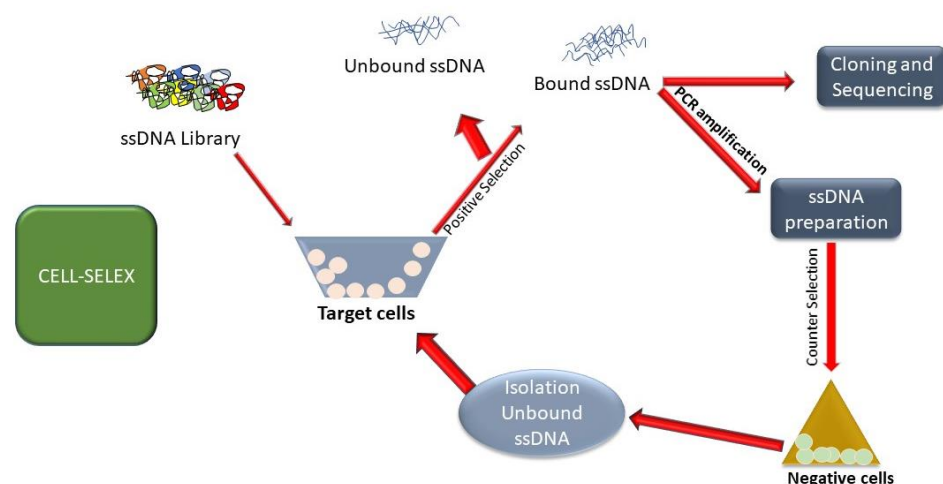 Unbound ssDNA
Bound ssDNA
Cloning and
Sequencing
ssDNA Library
PCR amplification
Positive Selection
ssDNA
preparation
CELL-SELEX
Target cells
Counter Selection
Isolation
Unbound
ssDNA
Negative cells